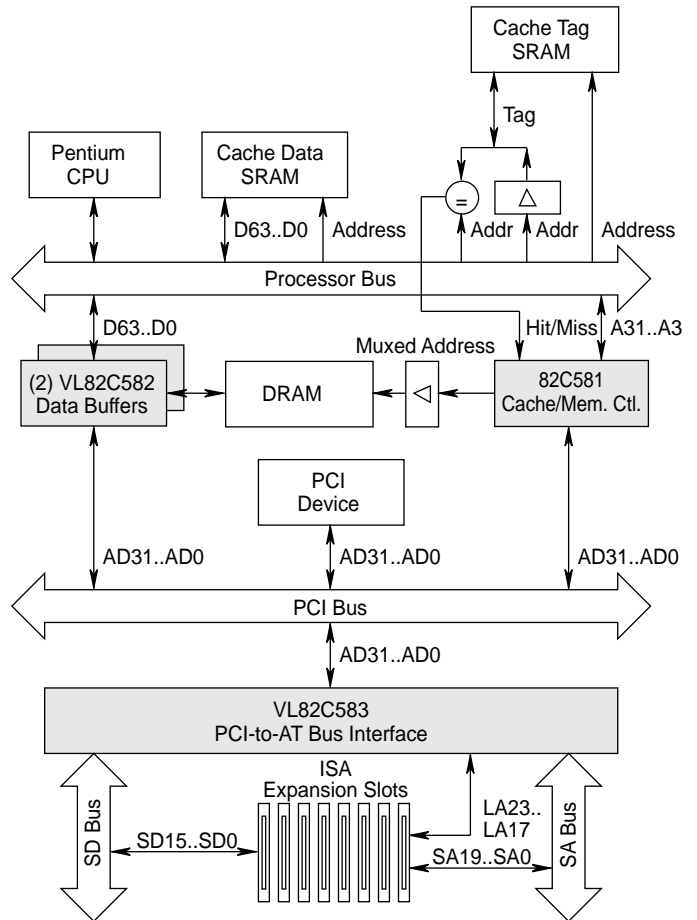 Cache Tag
SRAM
Tag
Pentium
CPU
Cache Data
SRAM
=
Δ
D63..D0
Address
Addr
Addr
Address
Processor Bus
D63..D0
Hit/Miss
A31..A3
Muxed Address
(2) VL82C582
Data Buffers
DRAM
82C581
Cache/Mem. Ctl.
PCI
Device
AD31..AD0
AD31..AD0
AD31..AD0
PCI Bus
AD31..AD0
VL82C583
PCI-to-AT Bus Interface
ISA
Expansion Slots
SD Bus
SD15..SD0
LA23..
LA17
SA19..SA0
SA Bus